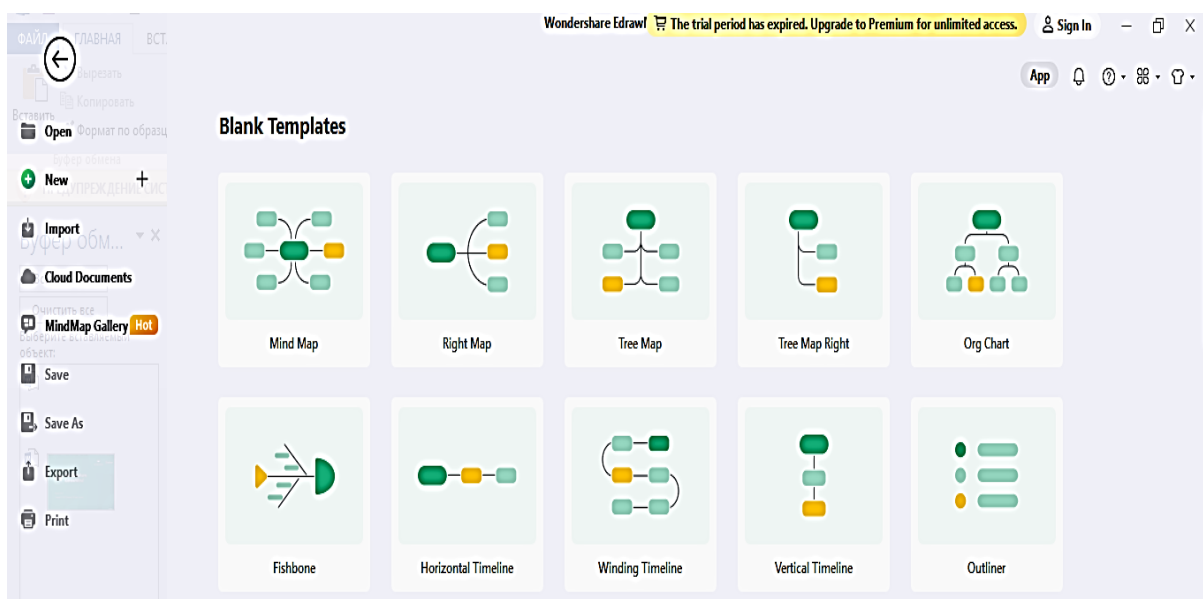 Wondershare Edrawl The trial period has expired. Upgrade to Premium for unlimited access. Sign In
ФАЙЛ ГЛАВНАЯ ВСТ.
App
Вырезать
Копировать
Вставить
Формат по образц
Open
Буфер обмена
New
ПРЕДУПРЕЖДЕНИЕ СИС
Import
Буфер обм...
Cloud Documents
Очистить все
MindMap Gallery Hot
Выберите вставляемый
объект:
Save
Save As
Export
Print
Blank Templates
Mind Map Right Map Tree Map Tree Map Right Org Chart
Fishbone Horizontal Timeline Winding Timeline Vertical Timeline Outliner